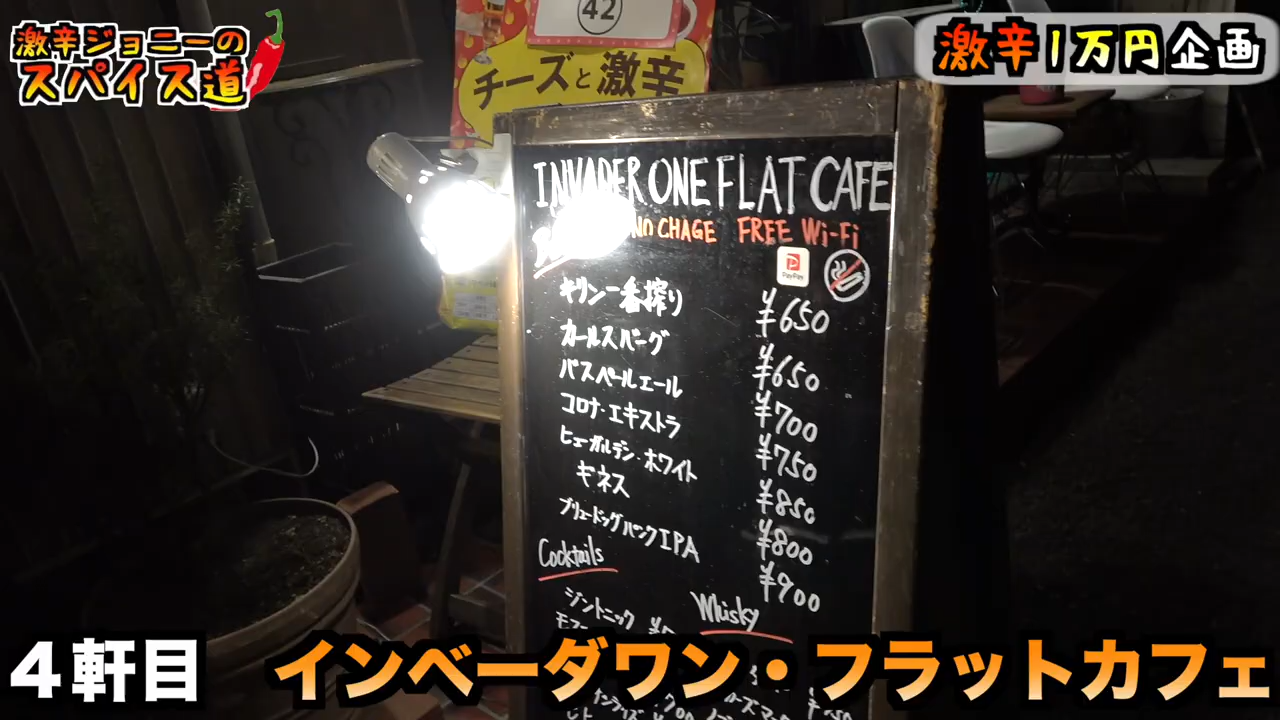 激辛ジョニーの
スパイス道
激辛1万円企画
42
チーズと激辛
INVADER ONE FLAT CAFE
NO CHAGE FREE Wi-Fi
PayPay
キリン一番搾り ¥650
カールスバーグ ¥650
バスペールエール ¥700
コロナ・エキストラ ¥750
ヒューガルデン・ホワイト ¥850
ギネス ¥800
ブリュードッグパンクIPA ¥900
Cocktails
Whisky
ジントニック
4軒目 インベーダワン・フラットカフェ